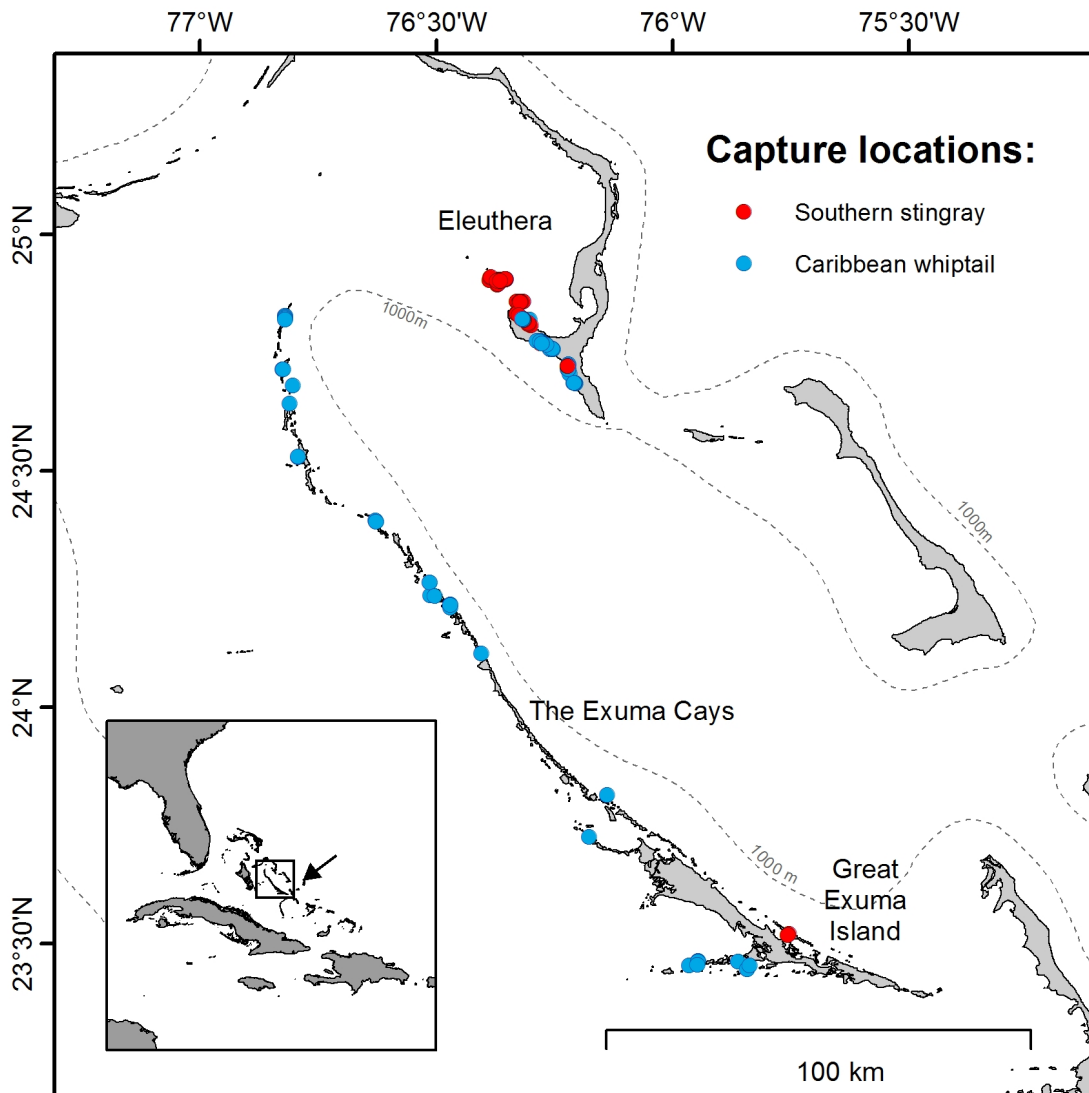 77°W
76°30'W
76°W
75°30'W
Capture locations:
Southern stingray
Caribbean whiptail
Eleuthera
25°N
1000m
24°30'N
1000m
24°N
The Exuma Cays
1000 m
Great
Exuma
Island
23°30'N
100 km